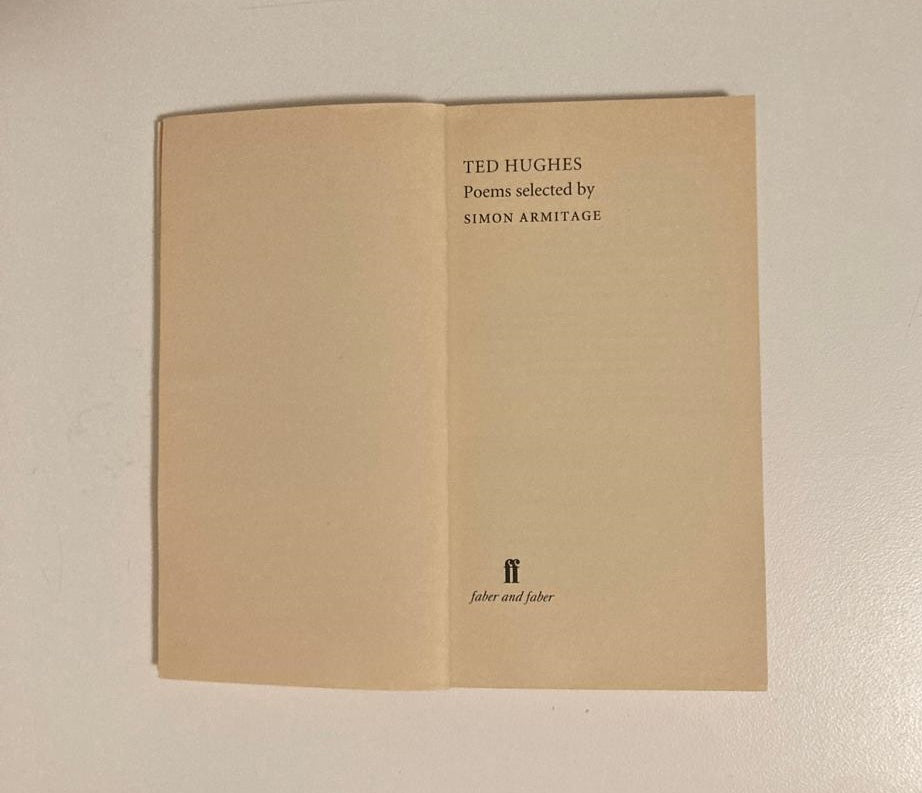 TED HUGHES
Poems selected by
SIMON ARMITAGE
ff
faber and faber